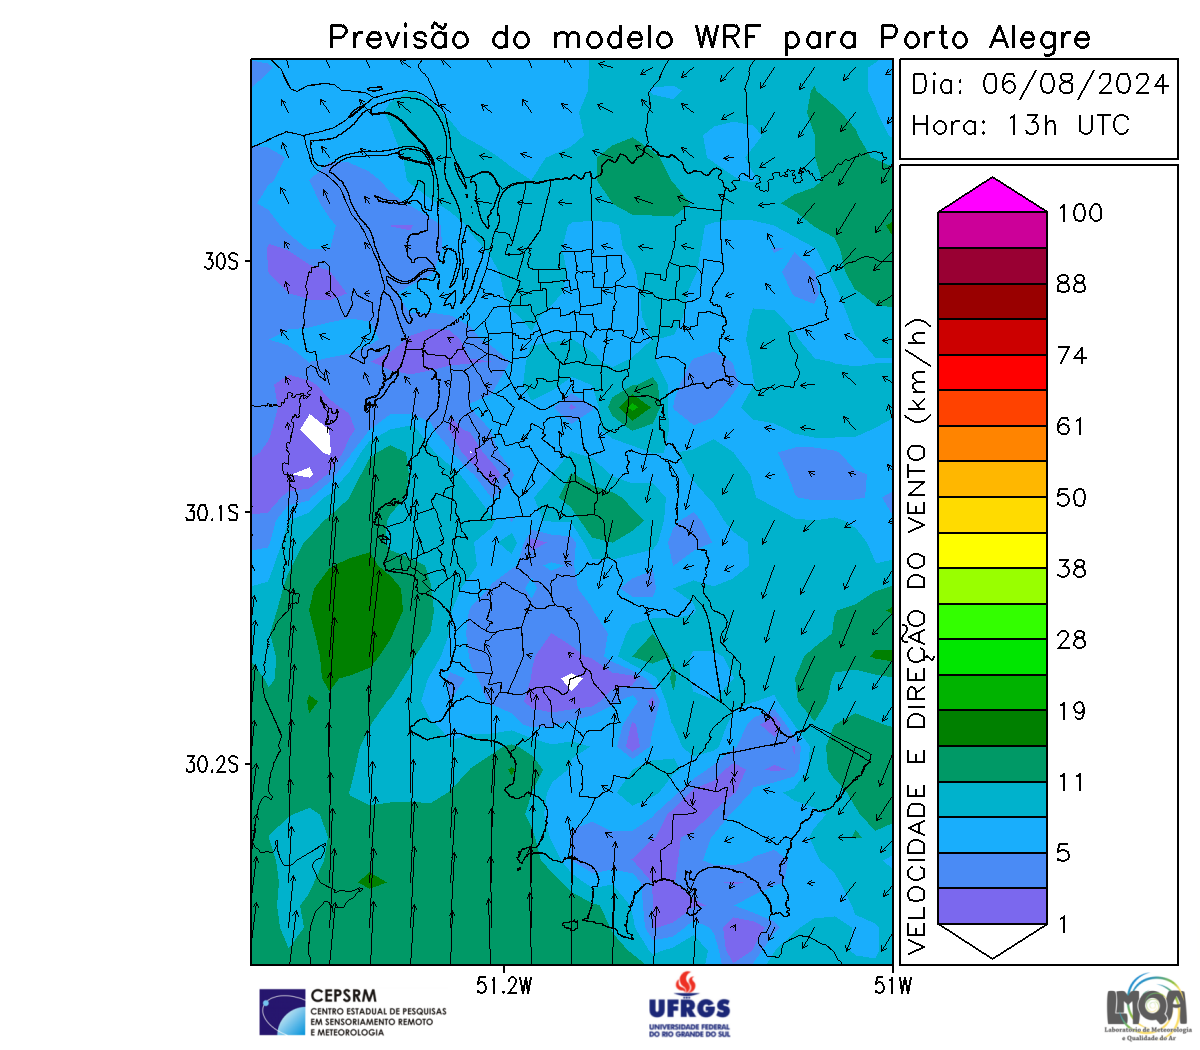 Previsão do modelo WRF para Porto Alegre
Dia: 06/08/2024
Hora: 13h UTC
30S
30.1S
30.2S
51.2W
51W
VELOCIDADE E DIREÇÃO DO VENTO (km/h)
100
88
74
61
50
38
28
19
11
5
1
CEPSRM
CENTRO ESTADUAL DE PESQUISAS
EM SENSORIAMENTO REMOTO
E METEOROLOGIA
UFRGS
UNIVERSIDADE FEDERAL
DO RIO GRANDE DO SUL
LMQA
Laboratório de Meteorologia
e Qualidade do Ar